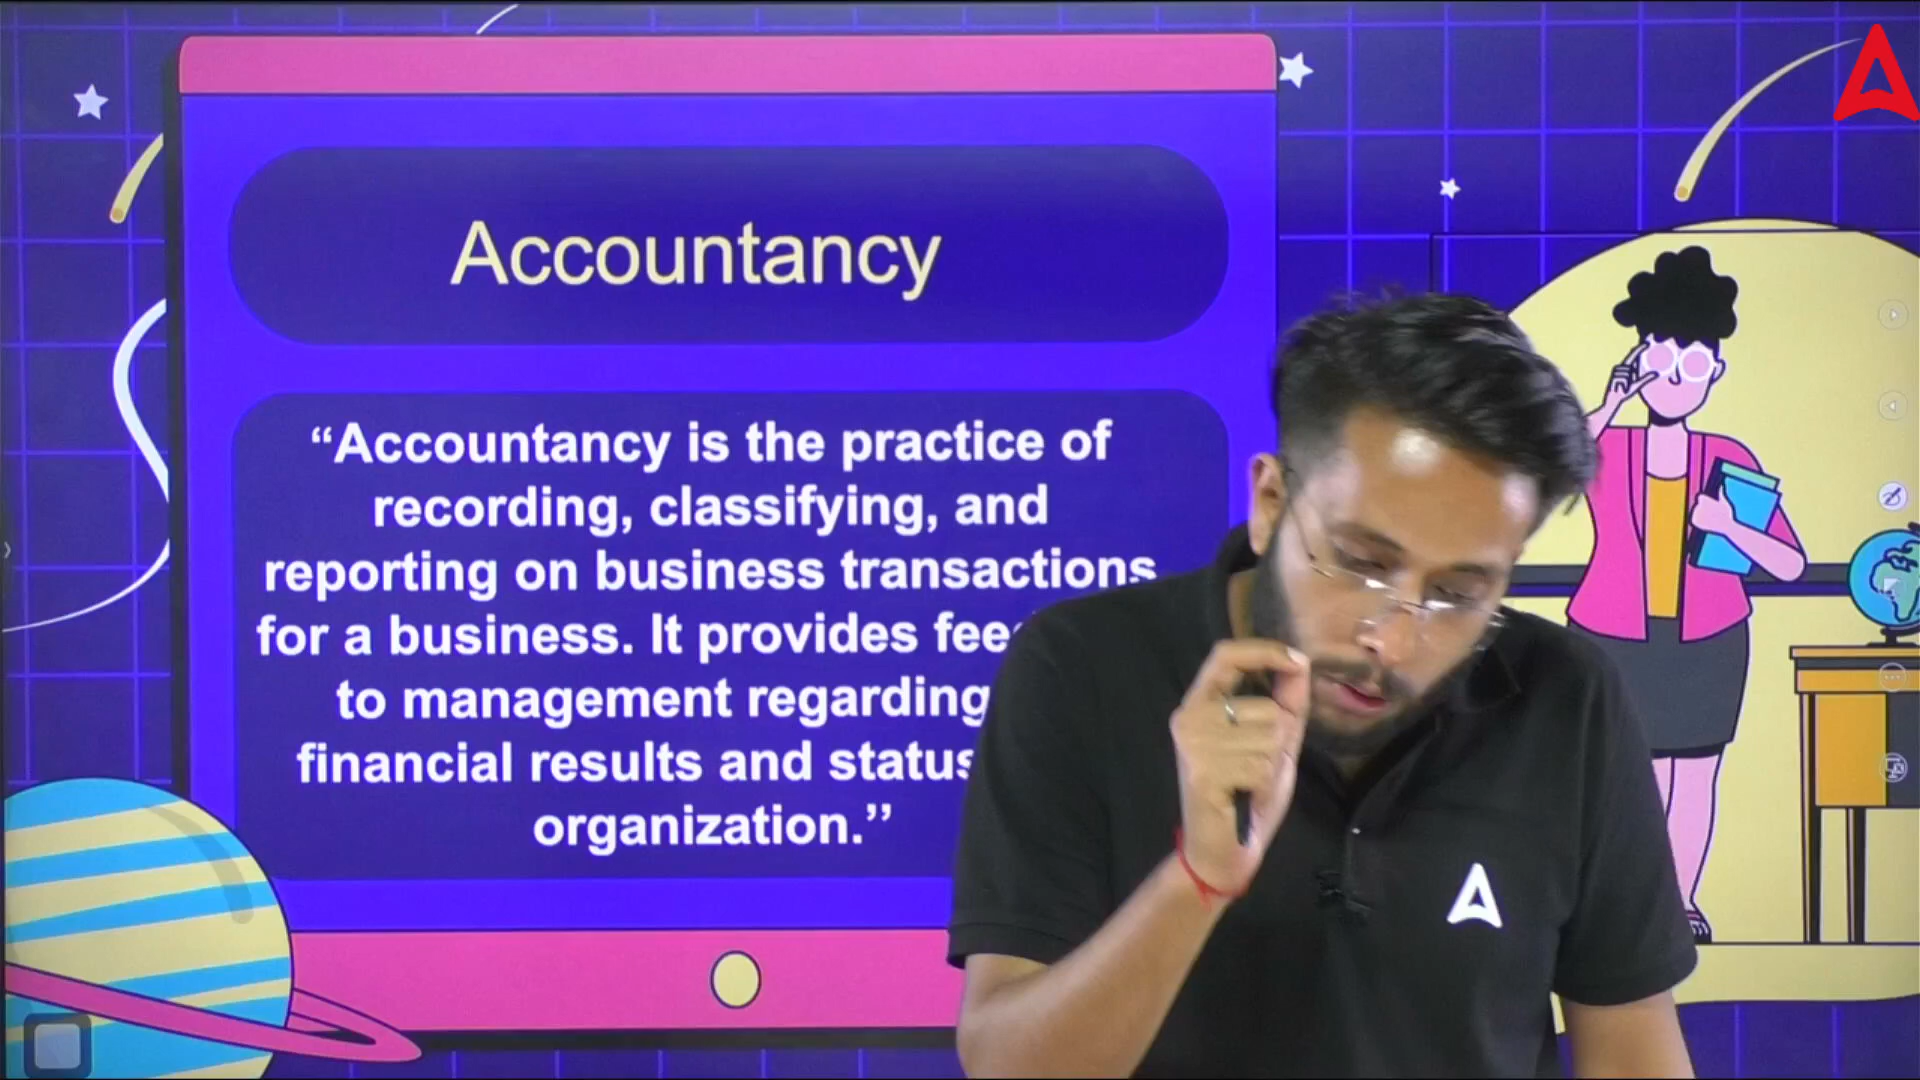 Accountancy
“Accountancy is the practice of
recording, classifying, and
reporting on business transactions
for a business. It provides
to management regarding
financial results and status
organization.’’